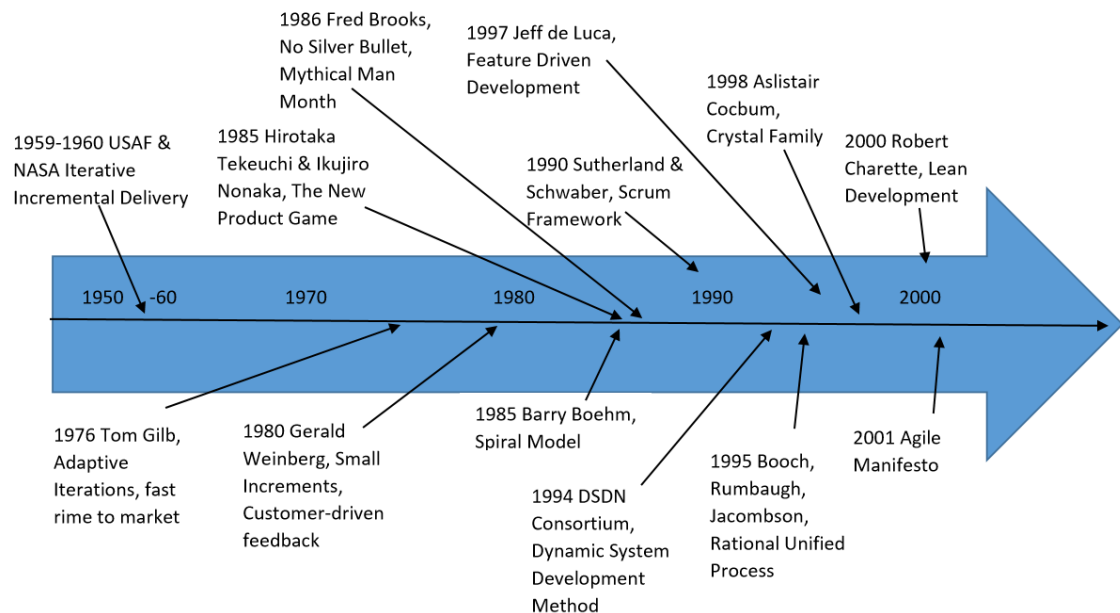 1986 Fred Brooks,
No Silver Bullet,
Mythical Man
Month
1997 Jeff de Luca,
Feature Driven
Development
1998 Aslistair
Cocbum,
Crystal Family
1959-1960 USAF &
NASA Iterative
Incremental Delivery
1985 Hirotaka
Tekeuchi & Ikujiro
Nonaka, The New
Product Game
1990 Sutherland &
Schwaber, Scrum
Framework
2000 Robert
Charette, Lean
Development
1950 -60 1970 1980 1990 2000
1976 Tom Gilb,
Adaptive
Iterations, fast
rime to market
1980 Gerald
Weinberg, Small
Increments,
Customer-driven
feedback
1985 Barry Boehm,
Spiral Model
1994 DSDN
Consortium,
Dynamic System
Development
Method
1995 Booch,
Rumbaugh,
Jacombson,
Rational Unified
Process
2001 Agile
Manifesto